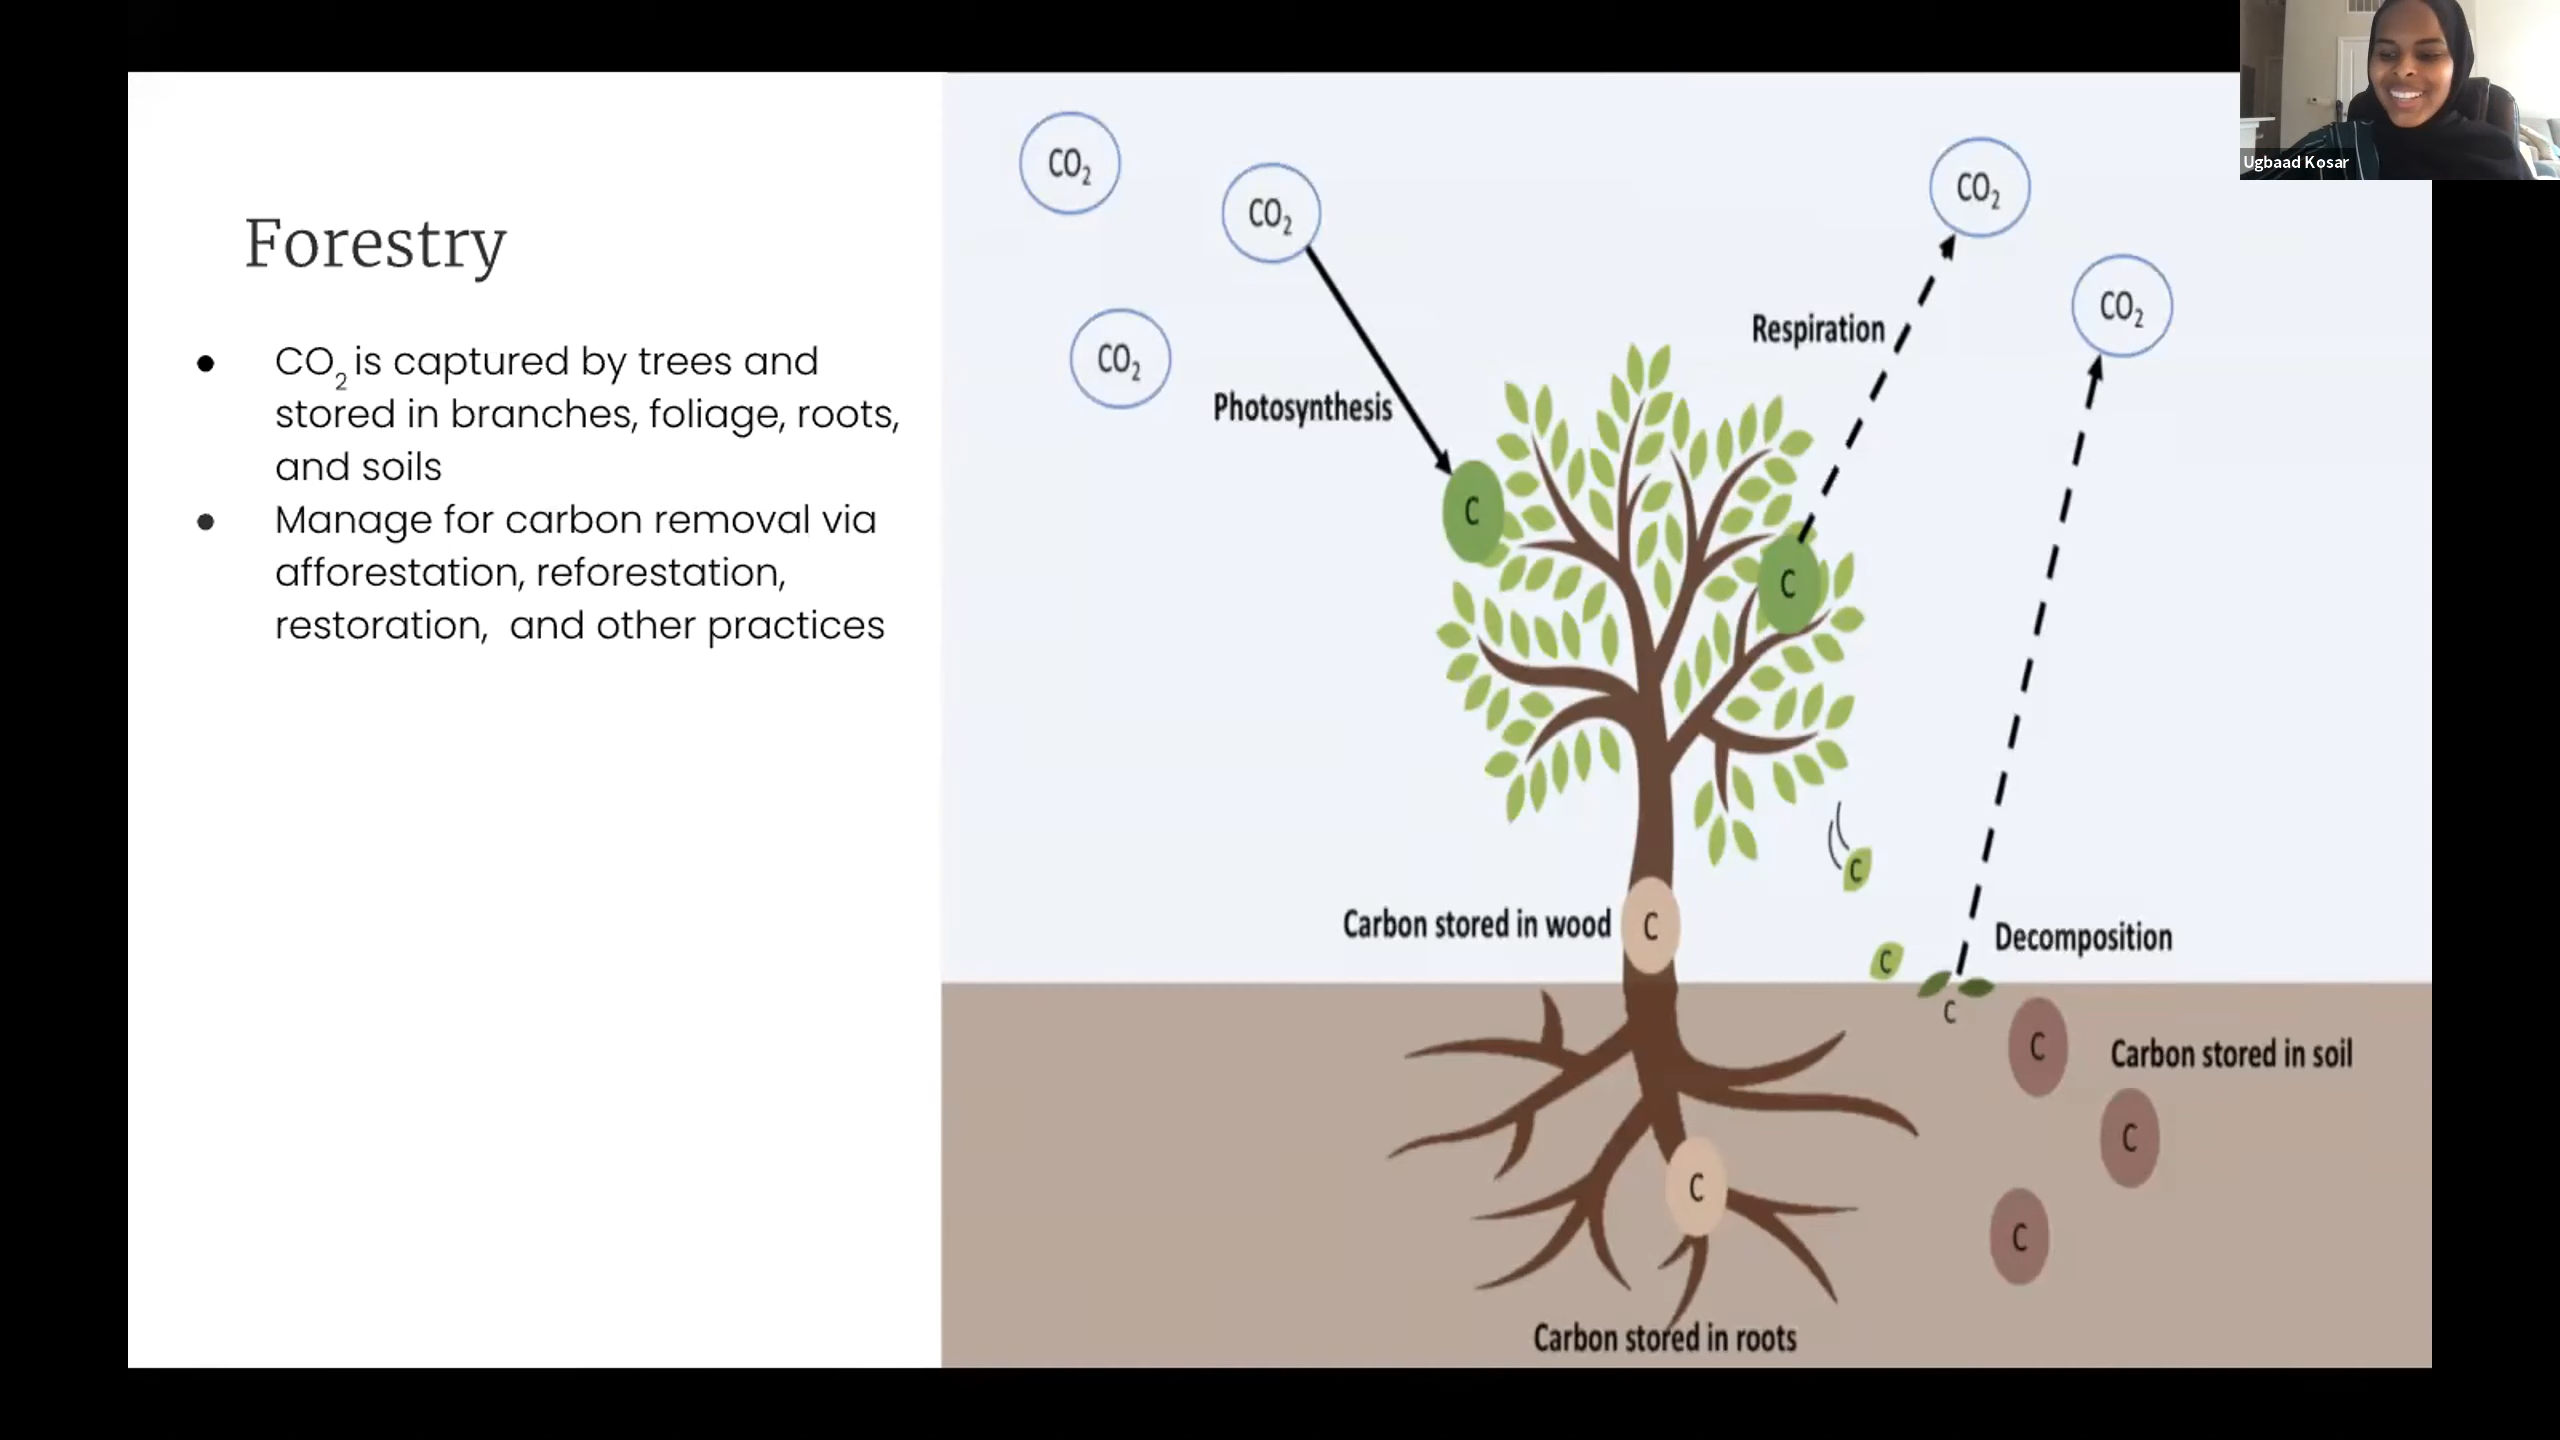 Forestry
● CO₂ is captured by trees and
stored in branches, foliage, roots,
and soils
● Manage for carbon removal via
afforestation, reforestation,
restoration,  and other practices
CO₂
CO₂
CO₂
CO₂
CO₂
Respiration
Photosynthesis
C
C
C
Carbon stored in wood
C
Decomposition
C
C
C
Carbon stored in soil
C
C
C
Carbon stored in roots
Ugbaad Kosar